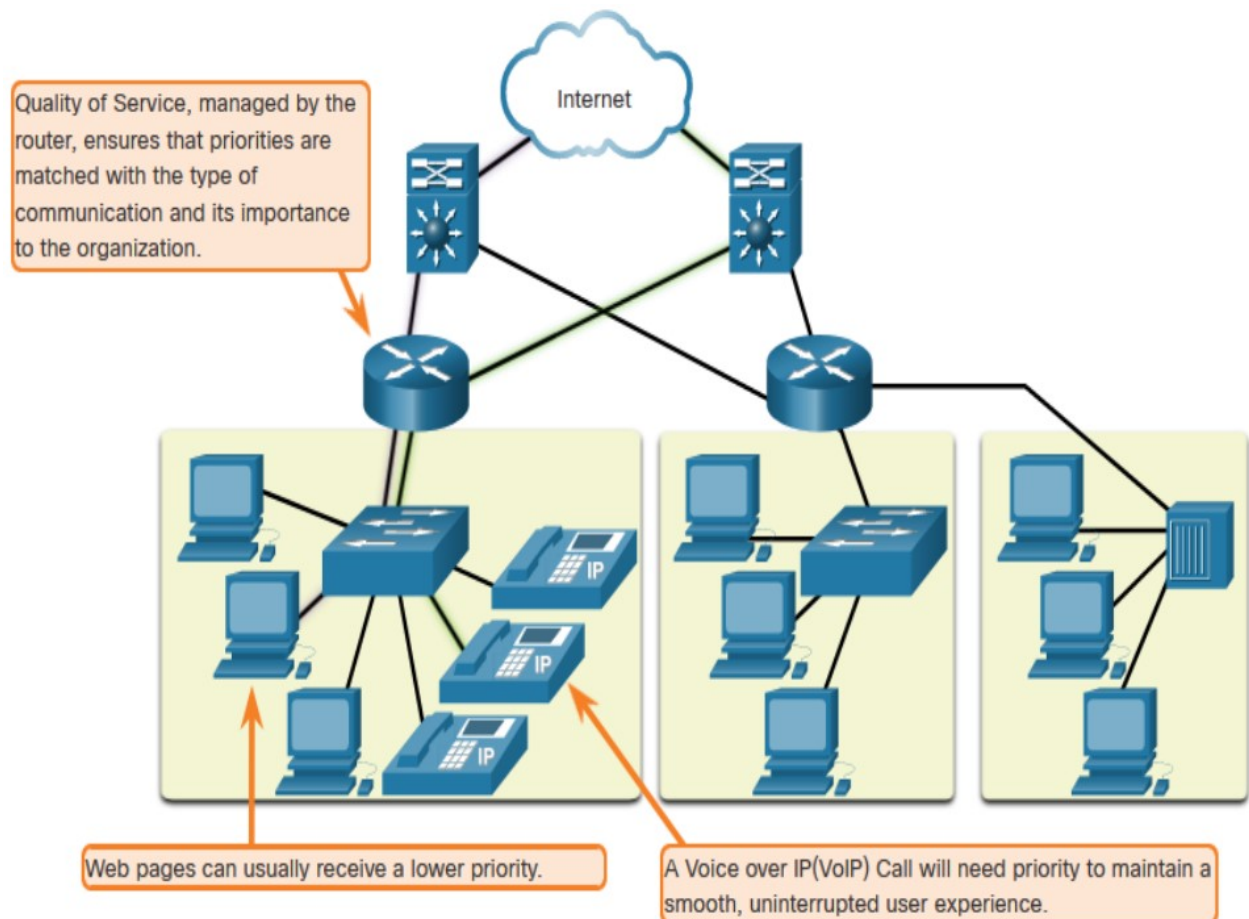 Internet
Quality of Service, managed by the
router, ensures that priorities are
matched with the type of
communication and its importance
to the organization.
IP
IP
IP
Web pages can usually receive a lower priority.
A Voice over IP(VoIP) Call will need priority to maintain a
smooth, uninterrupted user experience.